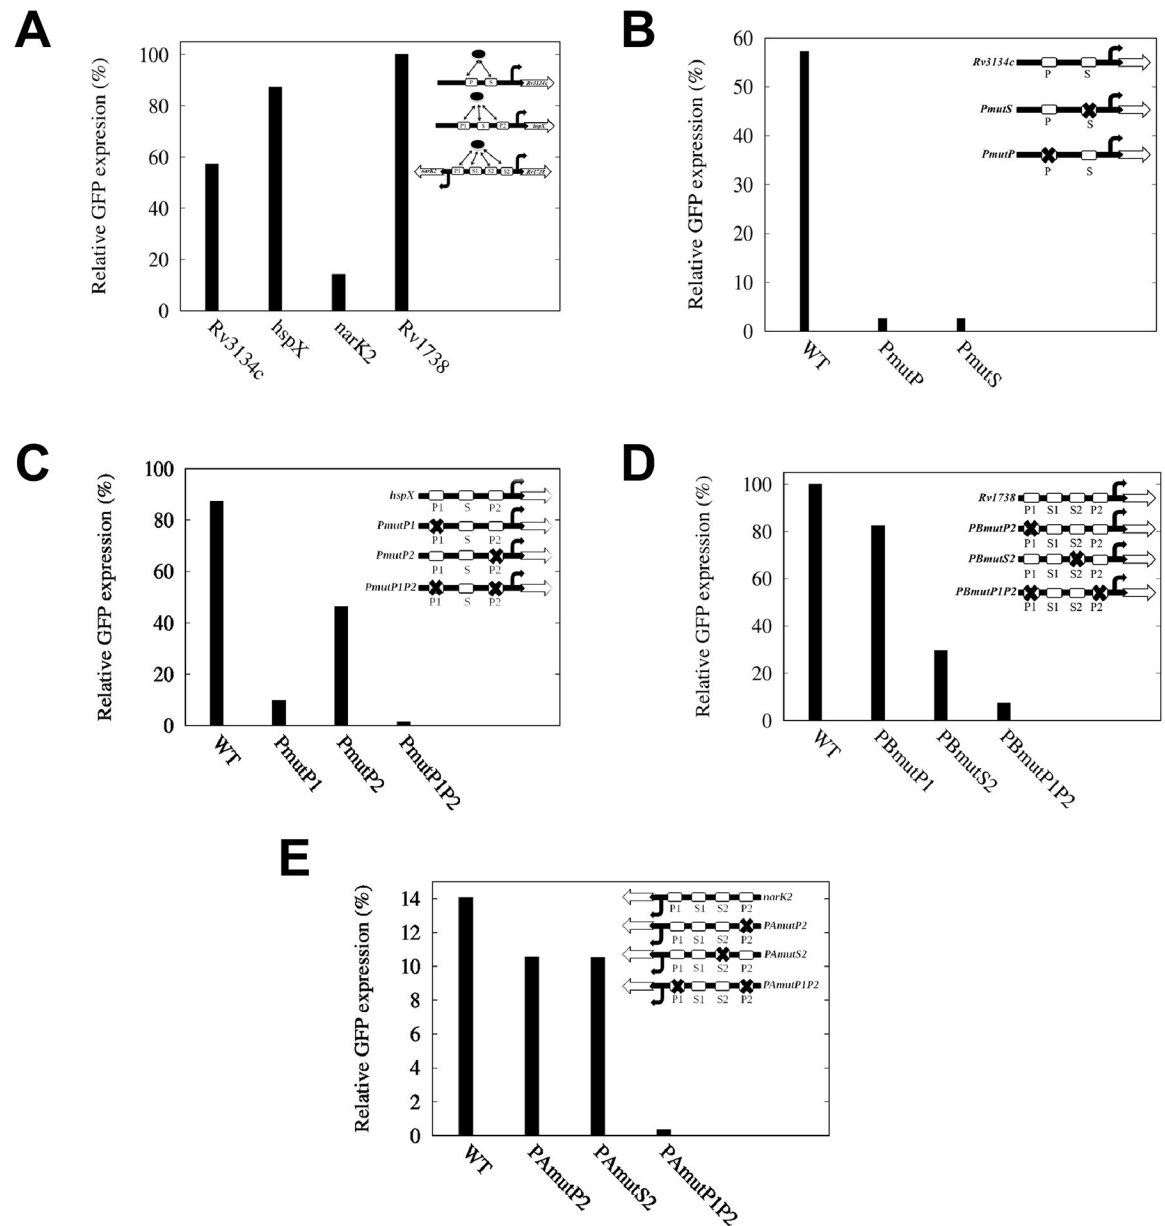 A
Relative GFP expression (%)
100
80
60
40
20
0
Rv3134c
hspX
narK2
Rv1738
P S
Rv3134c
P1 S P2
hspX
narK2
P1 S1 S2 S2
Rv1738
B
Relative GFP expression (%)
60
50
40
30
20
10
0
WT
PmutP
PmutS
Rv3134c
P S
PmutS
P S
PmutP
P S
C
Relative GFP expression (%)
100
80
60
40
20
0
WT
PmutP1
PmutP2
PmutP1P2
hspX
P1 S P2
PmutP1
P1 S P2
PmutP2
P1 S P2
PmutP1P2
P1 S P2
D
Relative GFP expression (%)
100
80
60
40
20
0
WT
PBmutP1
PBmutS2
PBmutP1P2
Rv1738
P1 S1 S2 P2
PBmutP2
P1 S1 S2 P2
PBmutS2
P1 S1 S2 P2
PBmutP1P2
P1 S1 S2 P2
E
Relative GFP expression (%)
14
12
10
8
6
4
2
0
WT
PAmutP2
PAmutS2
PAmutP1P2
narK2
P1 S1 S2 P2
PAmutP2
P1 S1 S2 P2
PAmutS2
P1 S1 S2 P2
PAmutP1P2
P1 S1 S2 P2